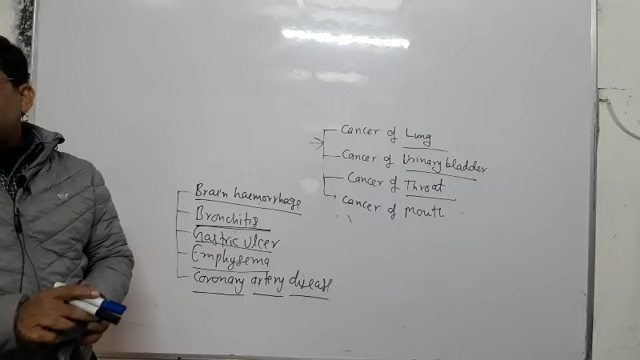 Cancer of Lung
Cancer of Urinary bladder
Cancer of Throat
Cancer of Mouth
Brain haemorrhage
Bronchitis
Gastric ulcer
Emphysema
Coronary artery disease